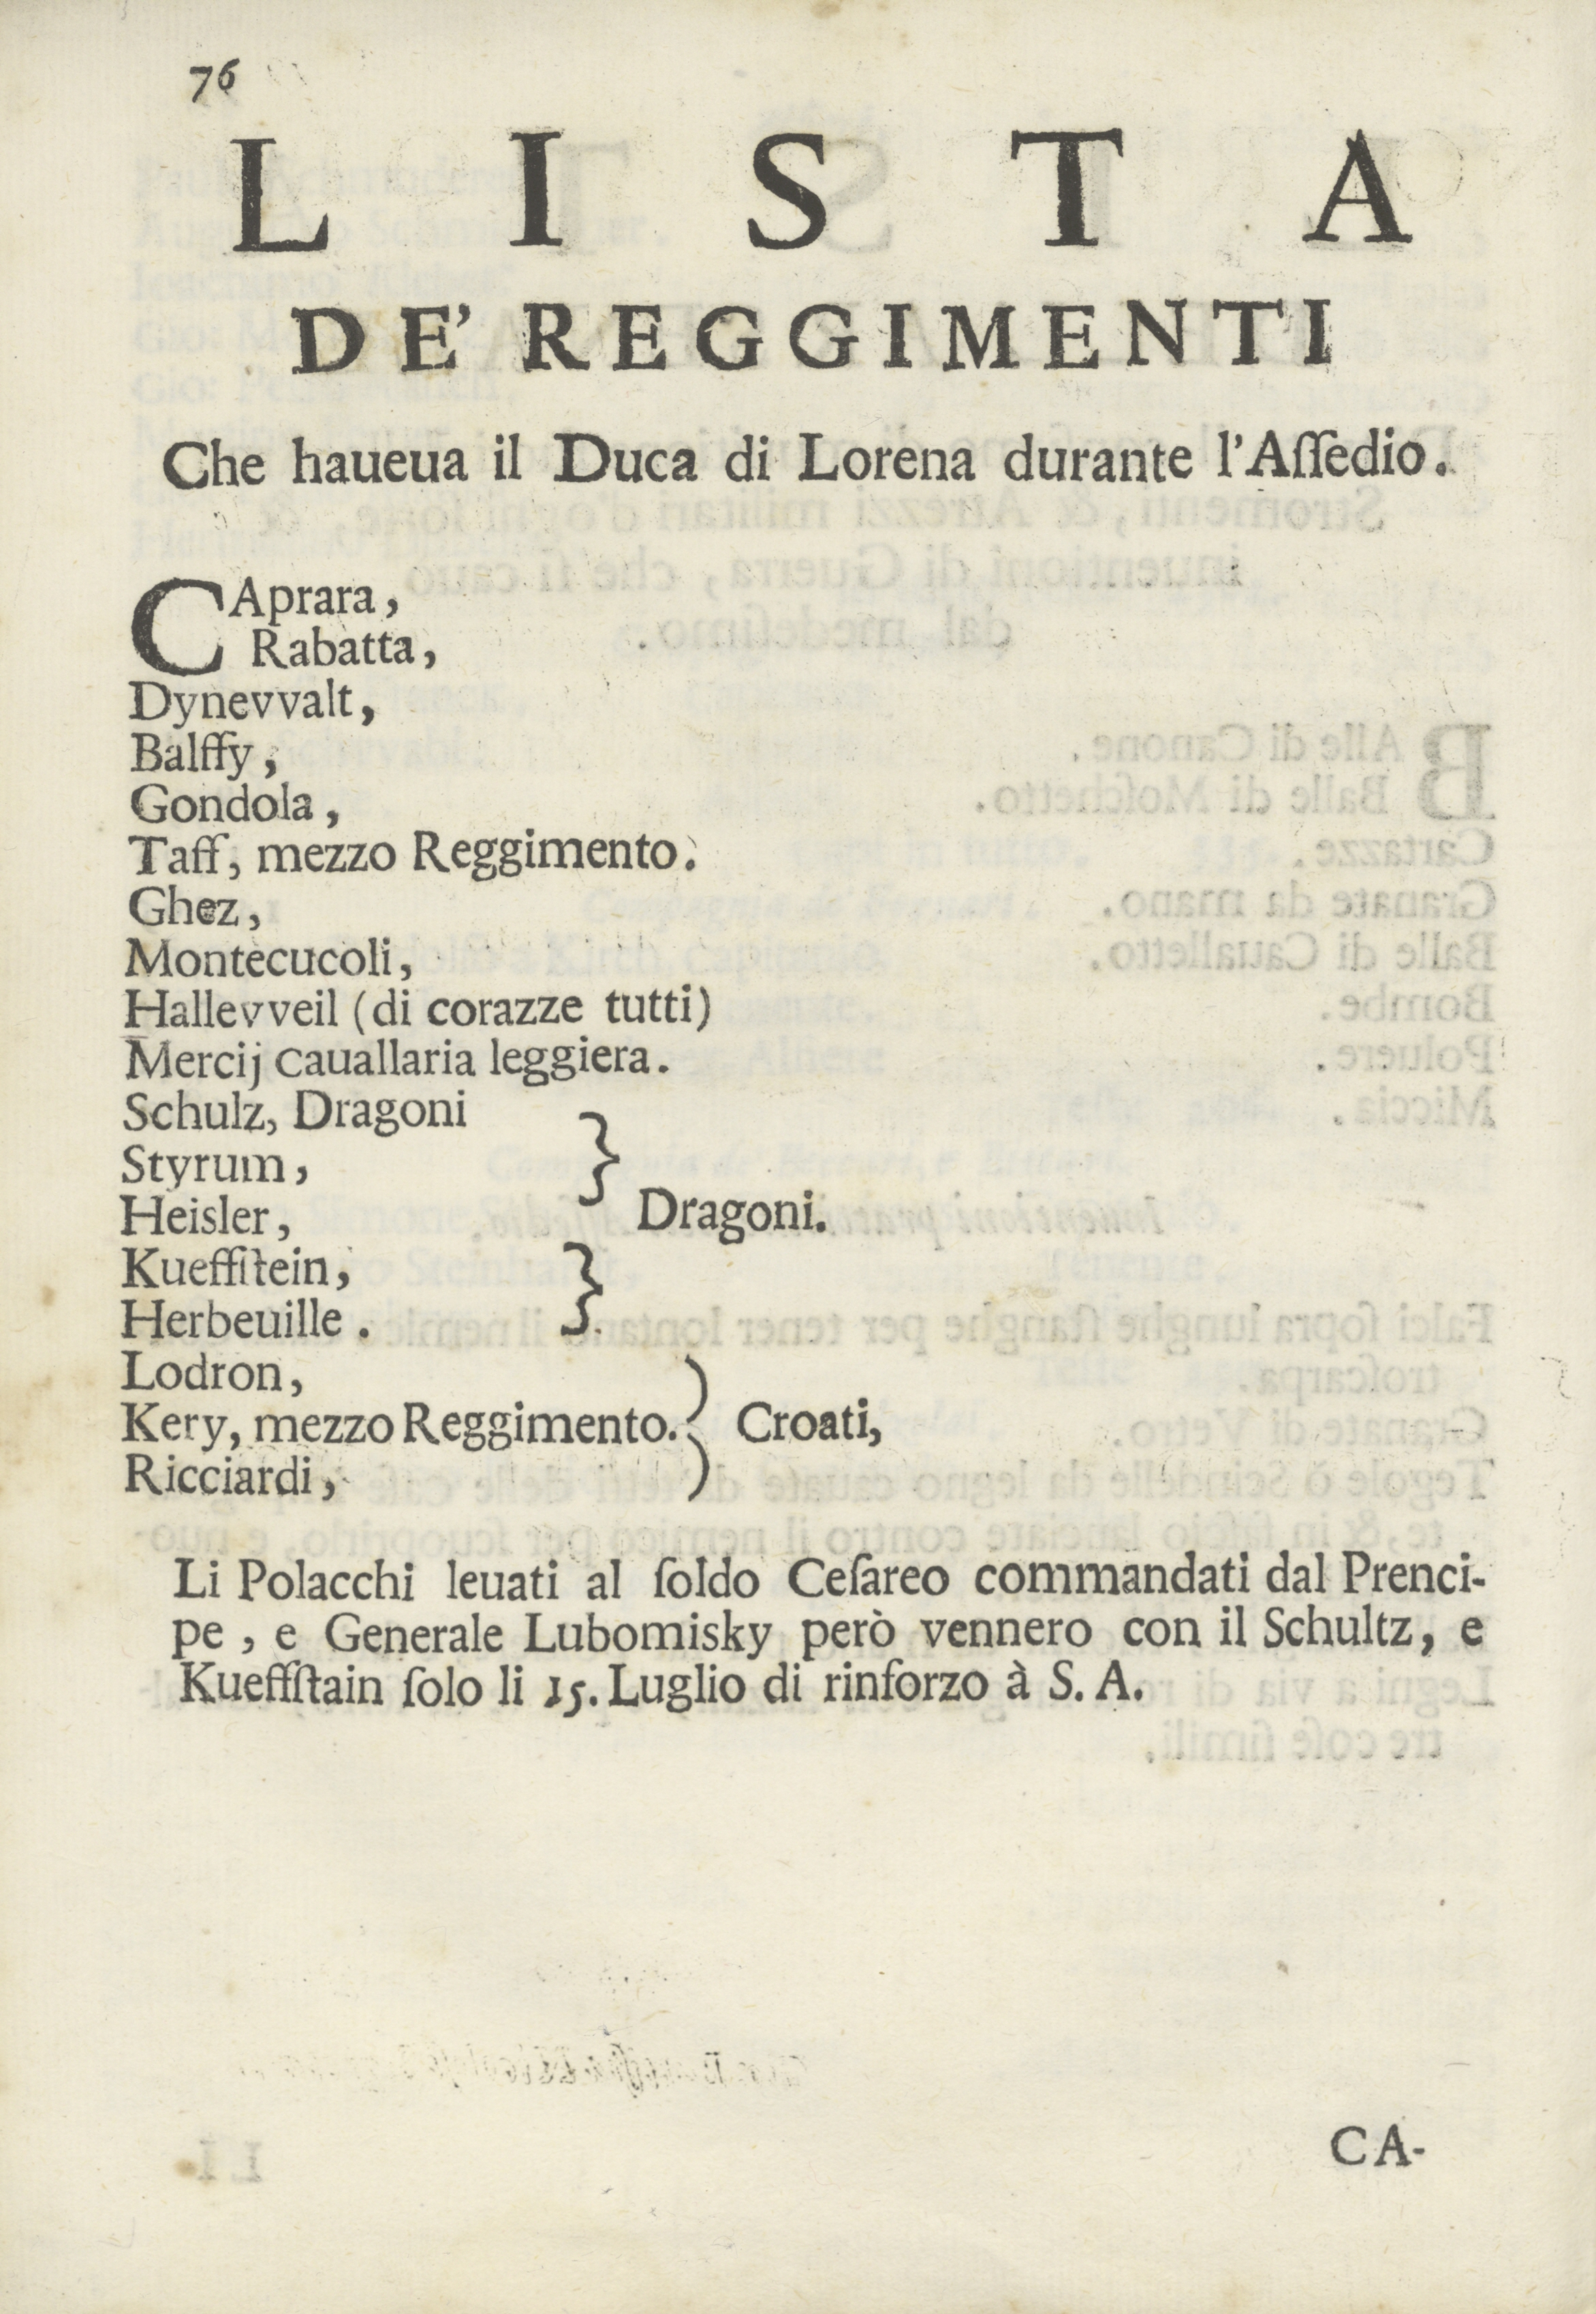 76
LISTA
DE' REGGIMENTI
Che haueua il Duca di Lorena durante l'Aſſedio.
CAprara,
Rabatta,
Dynevvalt,
Balffy,
Gondola,
Taff, mezzo Reggimento.
Ghez,
Montecucoli,
Hallevveil (di corazze tutti)
Mercij cauallaria leggiera.
Schulz, Dragoni
Styrum,
Heisler, } Dragoni.
Kueffſtein,
Herbeuille. }
Lodron,
Kery, mezzo Reggimento. } Croati,
Ricciardi,
Li Polacchi leuati al ſoldo Ceſareo commandati dal Prenci-
pe, e Generale Lubomisky però vennero con il Schultz, e
Kueffſtain ſolo li 15. Luglio di rinforzo à S. A.
CA-